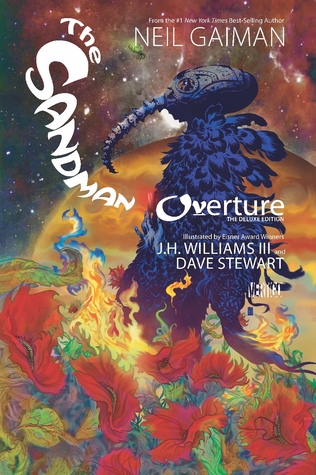 From the #1 New York Times Best-Selling Author
NEIL GAIMAN
The
SANDMAN
Overture
THE DELUXE EDITION
Illustrated by Eisner Award Winners
J.H. WILLIAMS III and
DAVE STEWART
VERTIGO